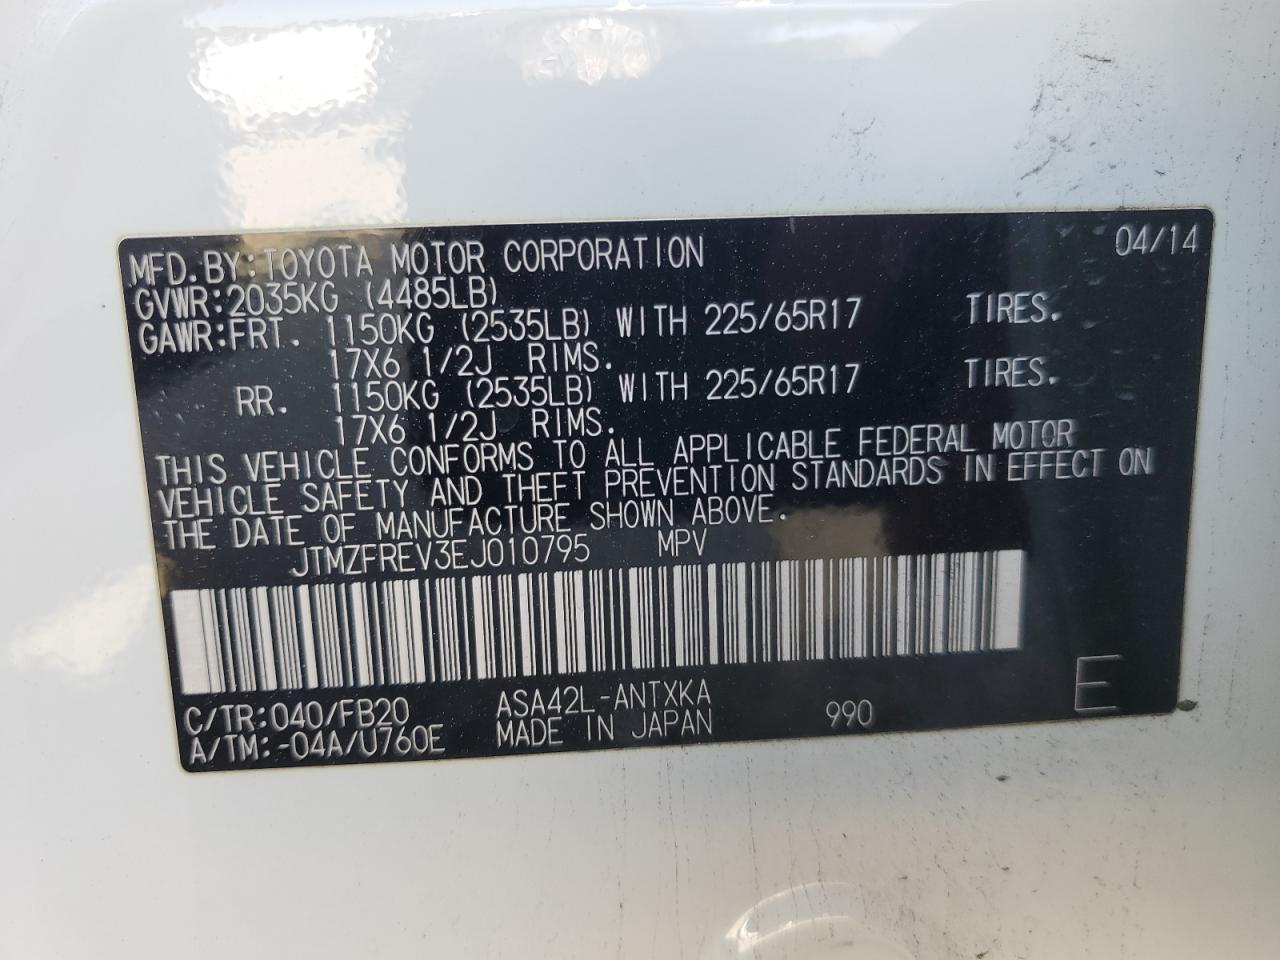 MFD.BY:TOYOTA MOTOR CORPORATION 04/14
GVWR:2035KG (4485LB)
GAWR:FRT. 1150KG (2535LB) WITH 225/65R17 TIRES.
17X6 1/2J RIMS.
RR. 1150KG (2535LB) WITH 225/65R17 TIRES.
17X6 1/2J RIMS.
THIS VEHICLE CONFORMS TO ALL APPLICABLE FEDERAL MOTOR
VEHICLE SAFETY AND THEFT PREVENTION STANDARDS IN EFFECT ON
THE DATE OF MANUFACTURE SHOWN ABOVE.
JTMZFREV3EJ010795 MPV
C/TR:040/FB20 ASA42L-ANTXKA 990 E
A/TM:-04A/U760E MADE IN JAPAN